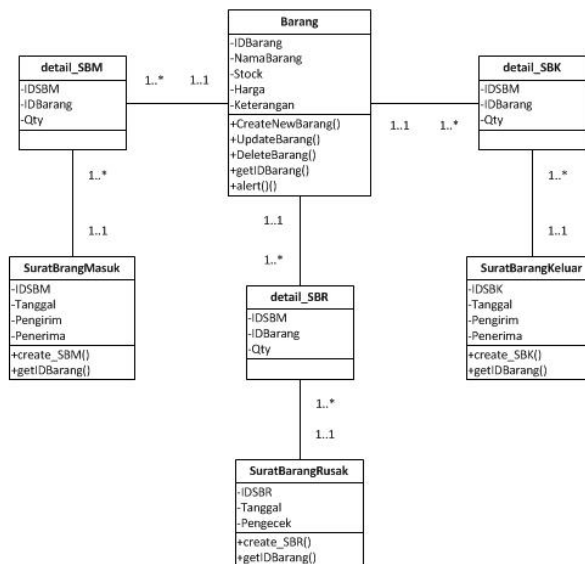 Barang
-IDBarang
-NamaBarang
-Stock
-Harga
-Keterangan
+CreateNewBarang()
+UpdateBarang()
+DeleteBarang()
+getIDBarang()
+alert()()
detail_SBM
-IDSBM
-IDBarang
-Qty
1..* 1..1
detail_SBK
-IDSBM
-IDBarang
-Qty
1..1 1..*
1..*
1..1
SuratBrangMasuk
-IDSBM
-Tanggal
-Pengirim
-Penerima
+create_SBM()
+getIDBarang()
1..1
1..*
detail_SBR
-IDSBM
-IDBarang
-Qty
1..*
1..1
SuratBarangKeluar
-IDSBK
-Tanggal
-Pengirim
-Penerima
+create_SBK()
+getIDBarang()
1..*
1..1
SuratBarangRusak
-IDSBR
-Tanggal
-Pengecek
+create_SBR()
+getIDBarang()